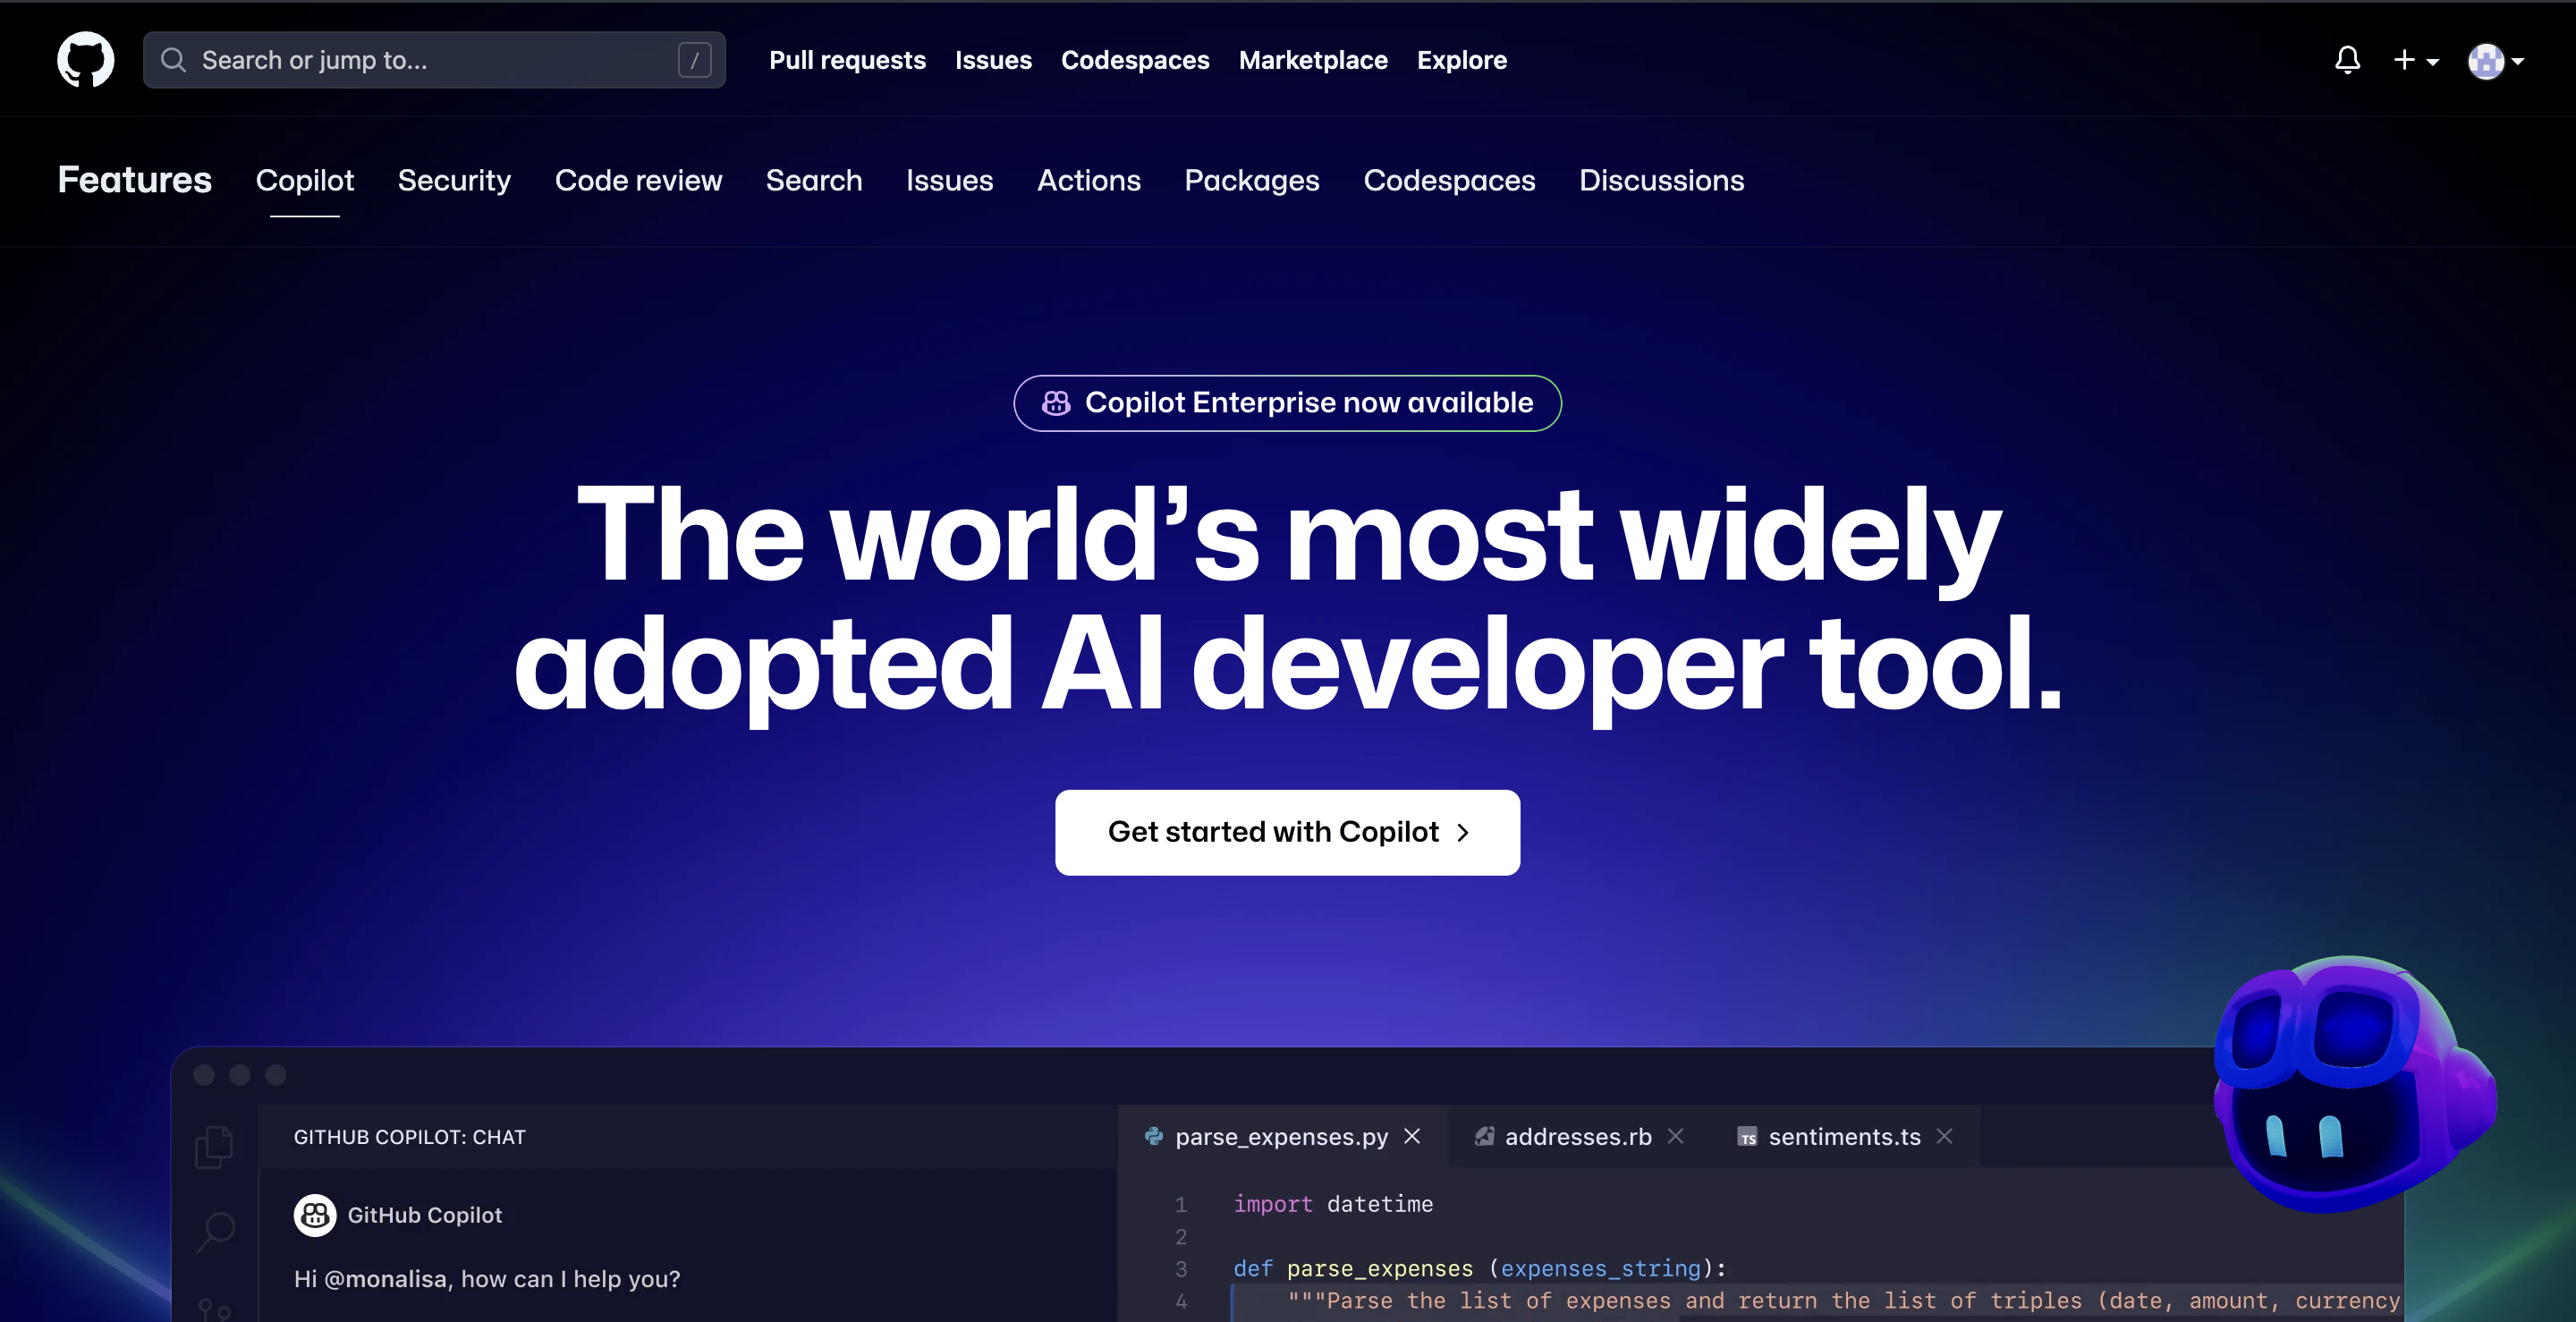 Search or jump to... /
Pull requests Issues Codespaces Marketplace Explore
Features Copilot Security Code review Search Issues Actions Packages Codespaces Discussions
Copilot Enterprise now available
The world’s most widely
adopted AI developer tool.
Get started with Copilot
GITHUB COPILOT: CHAT
GitHub Copilot
Hi @monalisa, how can I help you?
parse_expenses.py addresses.rb TS sentiments.ts
1 import datetime
2
3 def parse_expenses (expenses_string):
4 """Parse the list of expenses and return the list of triples (date, amount, currency